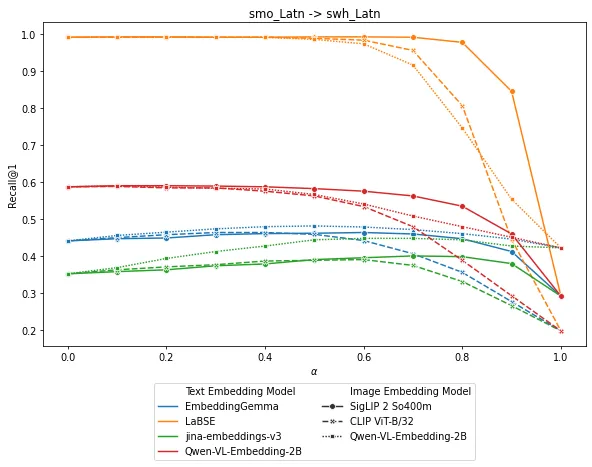 smo_Latn -> swh_Latn
Recall@1
1.0
0.9
0.8
0.7
0.6
0.5
0.4
0.3
0.2
0.0 0.2 0.4 0.6 0.8 1.0
α
Text Embedding Model Image Embedding Model
EmbeddingGemma SigLIP 2 So400m
LaBSE CLIP ViT-B/32
jina-embeddings-v3 Qwen-VL-Embedding-2B
Qwen-VL-Embedding-2B